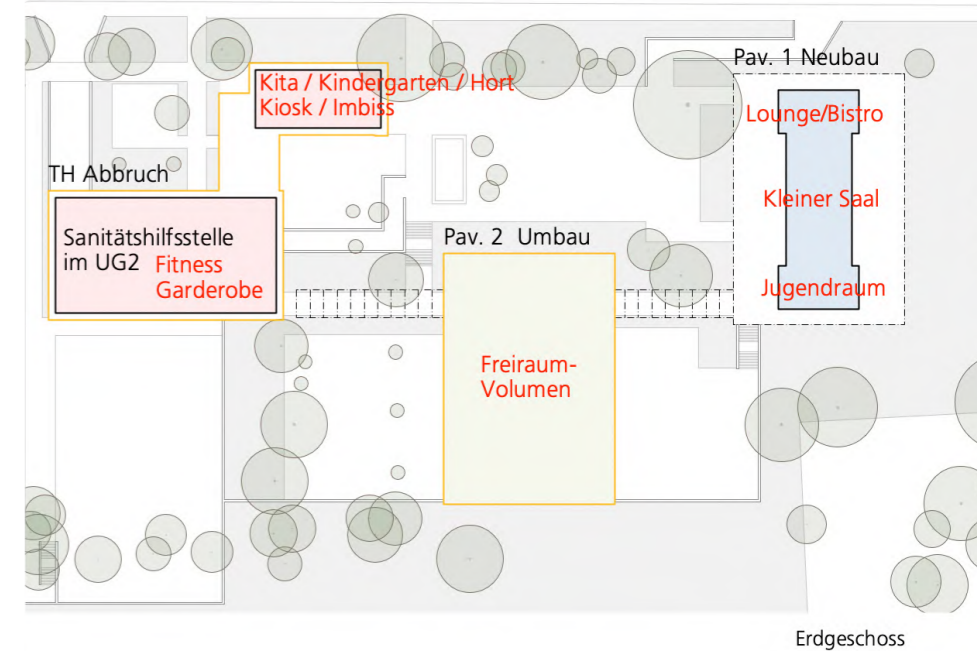 Pav. 1 Neubau
Kita / Kindergarten / Hort
Kiosk / Imbiss
Lounge/Bistro
TH Abbruch
Kleiner Saal
Sanitätshilfsstelle
im UG2
Fitness
Garderobe
Pav. 2 Umbau
Jugendraum
Freiraum-
Volumen
Erdgeschoss